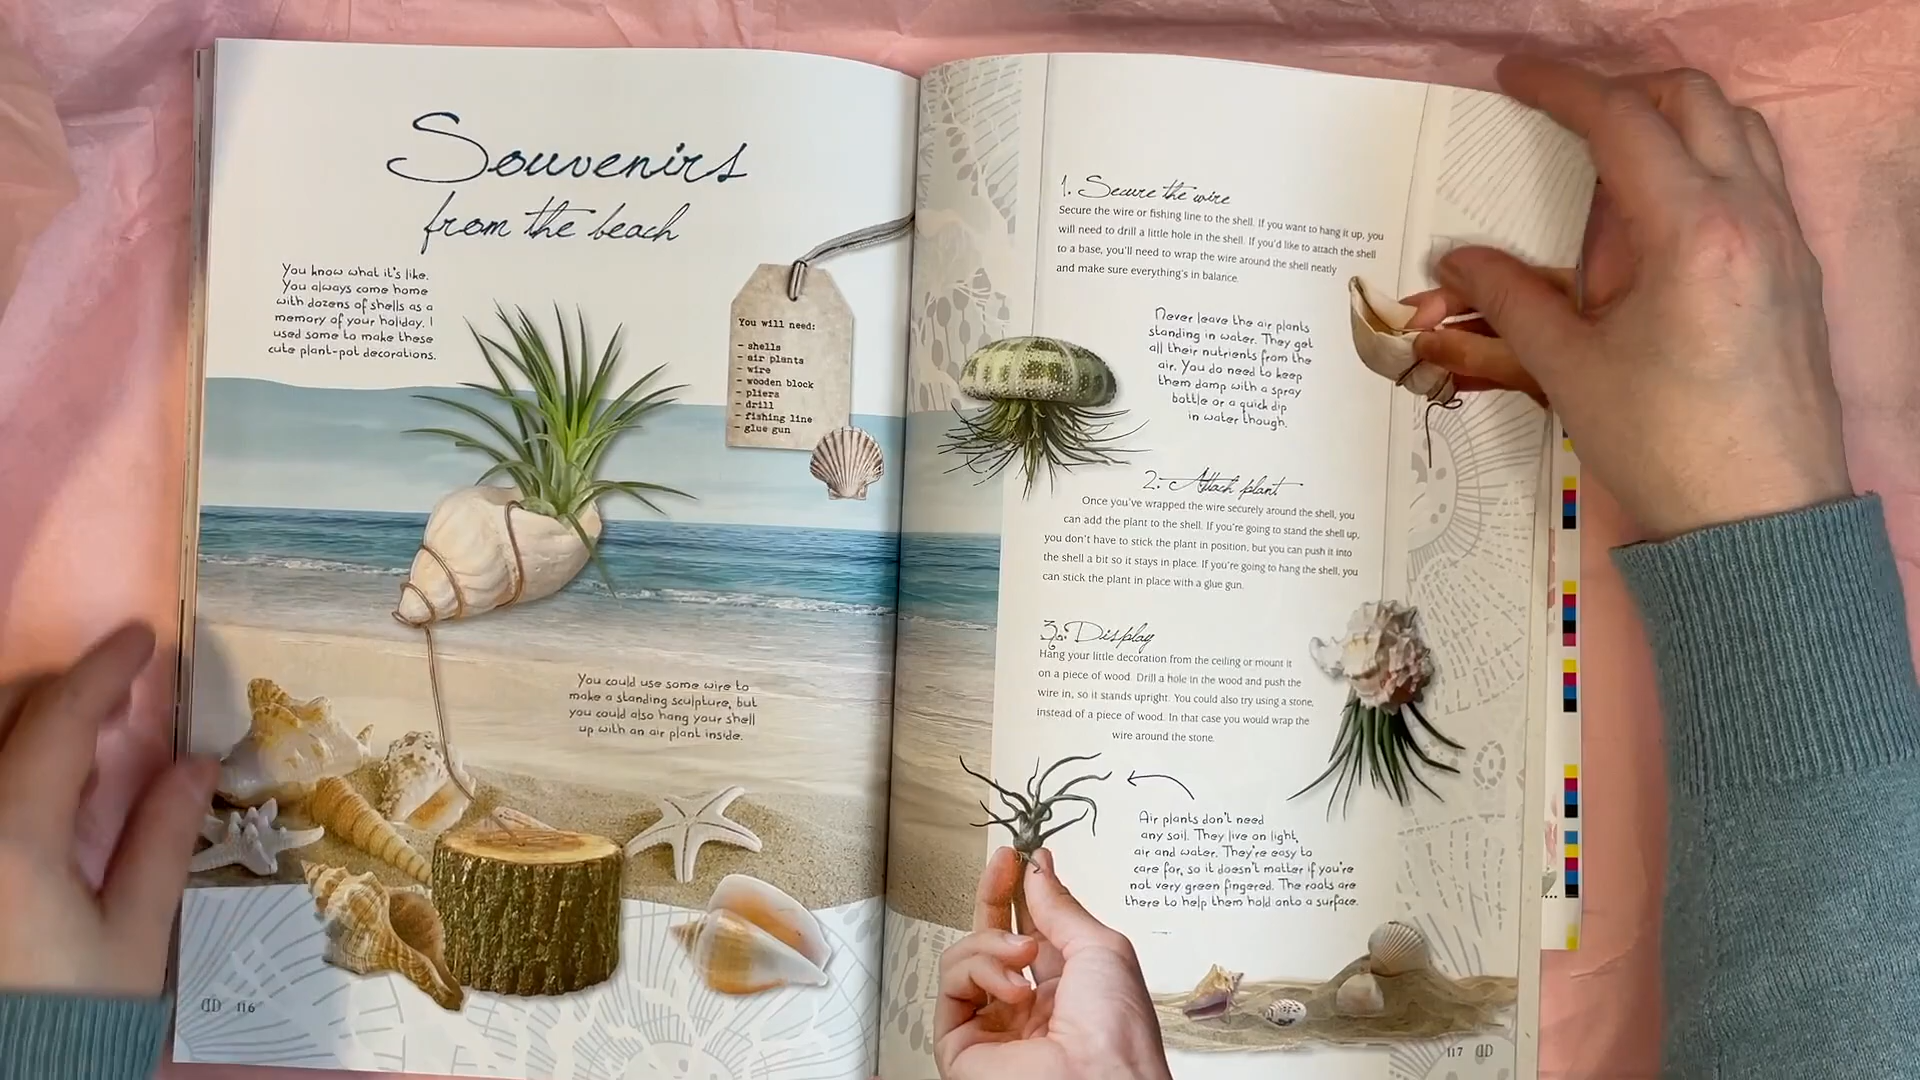 Souvenirs
from the beach
You know what it's like.
You always come home
with dozens of shells as a
memory of your holiday. I
used some to make these
cute plant-pot decorations.
You will need:
- shells
- air plants
- wire
- wooden block
- pliers
- drill
- fishing line
- glue gun
You could use some wire to
make a standing sculpture, but
you could also hang your shell
up with an air plant inside.
DD 116
1. Secure the wire
Secure the wire or fishing line to the shell. If you want to hang it up, you
will need to drill a little hole in the shell. If you'd like to attach the shell
to a base, you'll need to wrap the wire around the shell neatly
and make sure everything's in balance.
Never leave the air plants
standing in water. They get
all their nutrients from the
air. You do need to keep
them damp with a spray
bottle or a quick dip
in water though.
2. Attach plant
Once you've wrapped the wire securely around the shell, you
can add the plant to the shell. If you're going to stand the shell up,
you don't have to stick the plant in position, but you can push it into
the shell a bit so it stays in place. If you're going to hang the shell, you
can stick the plant in place with a glue gun.
3. Display
Hang your little decoration from the ceiling or mount it
on a piece of wood. Drill a hole in the wood and push the
wire in, so it stands upright. You could also try using a stone,
instead of a piece of wood. In that case you would wrap the
wire around the stone.
Air plants don't need
any soil. They live on light,
air and water. They're easy to
care for, so it doesn't matter if you're
not very green fingered. The roots are
there to help them hold onto a surface.
117 DD